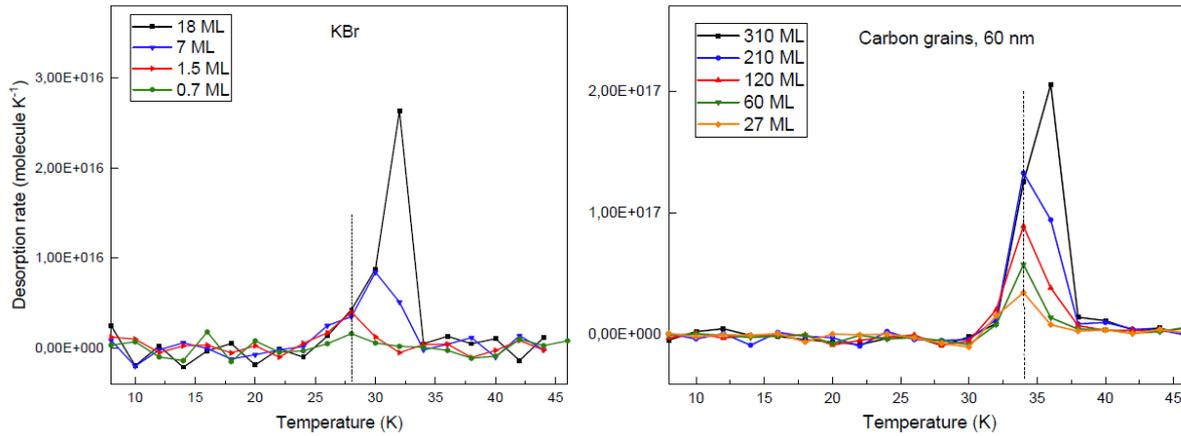 KBr
18 ML
7 ML
1.5 ML
0.7 ML
3,00E+016
2,00E+016
1,00E+016
0,00E+000
Desorption rate (molecule K⁻¹)
10 15 20 25 30 35 40 45
Temperature (K)
Carbon grains, 60 nm
310 ML
210 ML
120 ML
60 ML
27 ML
2,00E+017
1,00E+017
0,00E+000
10 15 20 25 30 35 40 45
Temperature (K)